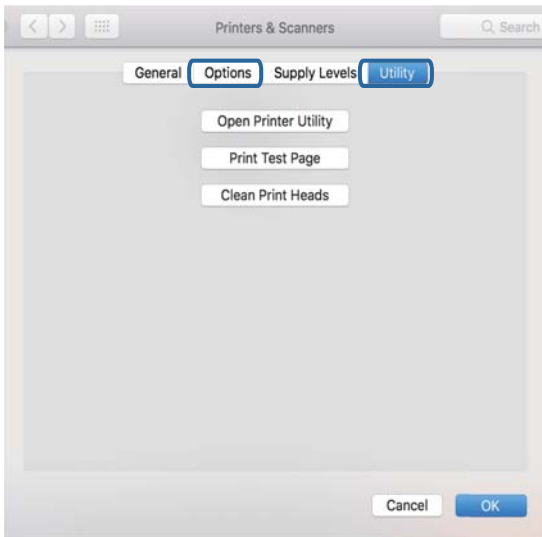 Printers & Scanners Search
General Options Supply Levels Utility
Open Printer Utility
Print Test Page
Clean Print Heads
Cancel OK